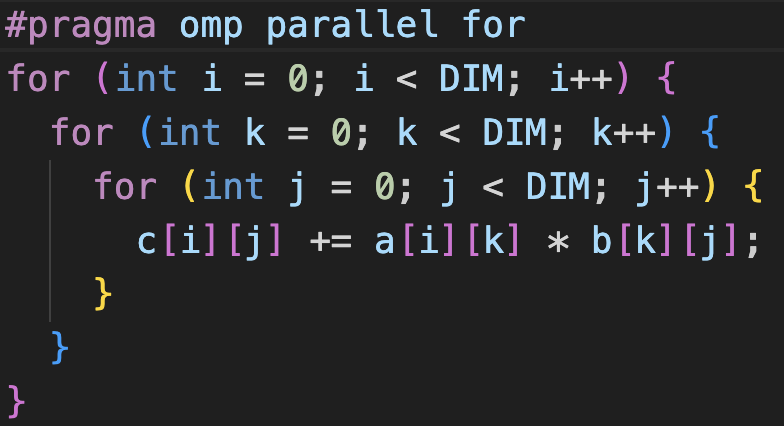 #pragma omp parallel for
for (int i = 0; i < DIM; i++) {
  for (int k = 0; k < DIM; k++) {
    for (int j = 0; j < DIM; j++) {
      c[i][j] += a[i][k] * b[k][j];
    }
  }
}